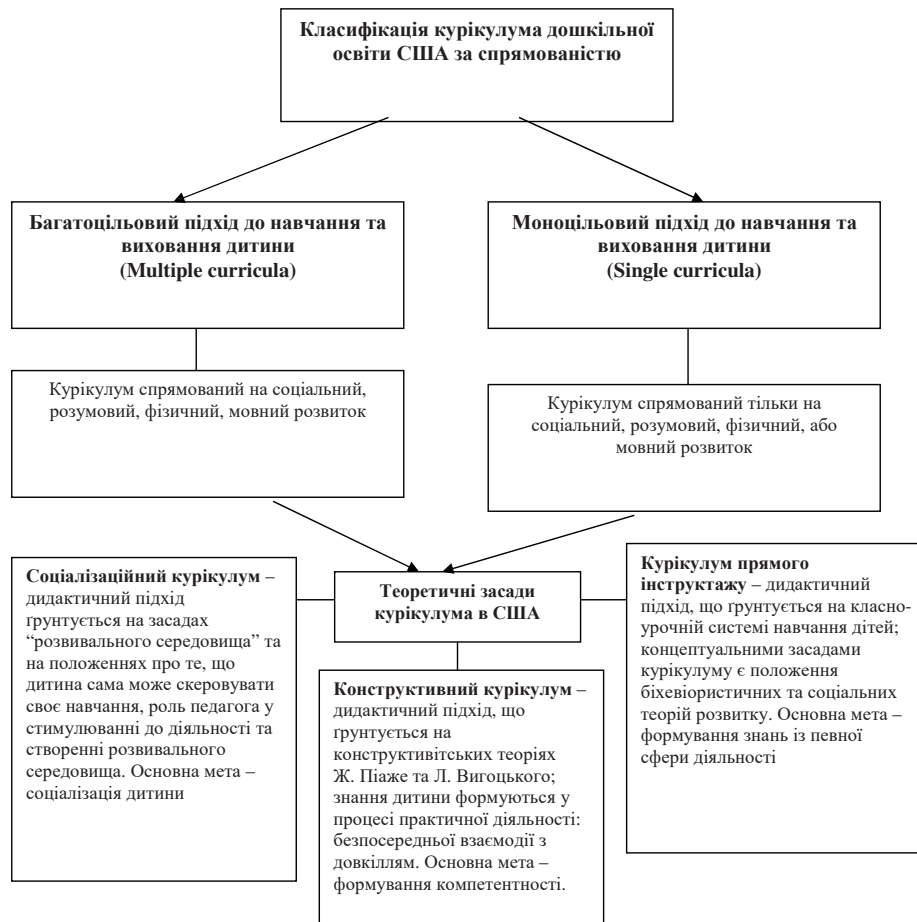 Класифікація курікулума дошкільної
освіти США за спрямованістю
Багатоцільовий підхід до навчання та
виховання дитини
(Multiple curricula)
Моноцільовий підхід до навчання та
виховання дитини
(Single curricula)
Курікулум спрямований на соціальний,
розумовий, фізичний, мовний розвиток
Курікулум спрямований тільки на
соціальний, розумовий, фізичний, або
мовний розвиток
Соціалізаційний курікулум –
дидактичний підхід
ґрунтується на засадах
“розвивального середовища” та
на положеннях про те, що
дитина сама може скеровувати
своє навчання, роль педагога у
стимулюванні до діяльності та
створенні розвивального
середовища. Основна мета –
соціалізація дитини
Теоретичні засади
курікулума в США
Конструктивний курікулум –
дидактичний підхід, що
ґрунтується на
конструктивітських теоріях
Ж. Піаже та Л. Вигоцького;
знання дитини формуються у
процесі практичної діяльності:
безпосередньої взаємодії з
довкіллям. Основна мета –
формування компетентності.
Курікулум прямого
інструктажу – дидактичний
підхід, що ґрунтується на класно-
урочній системі навчання дітей;
концептуальними засадами
курікулуму є положення
біхевіористичних та соціальних
теорій розвитку. Основна мета –
формування знань із певної
сфери діяльності